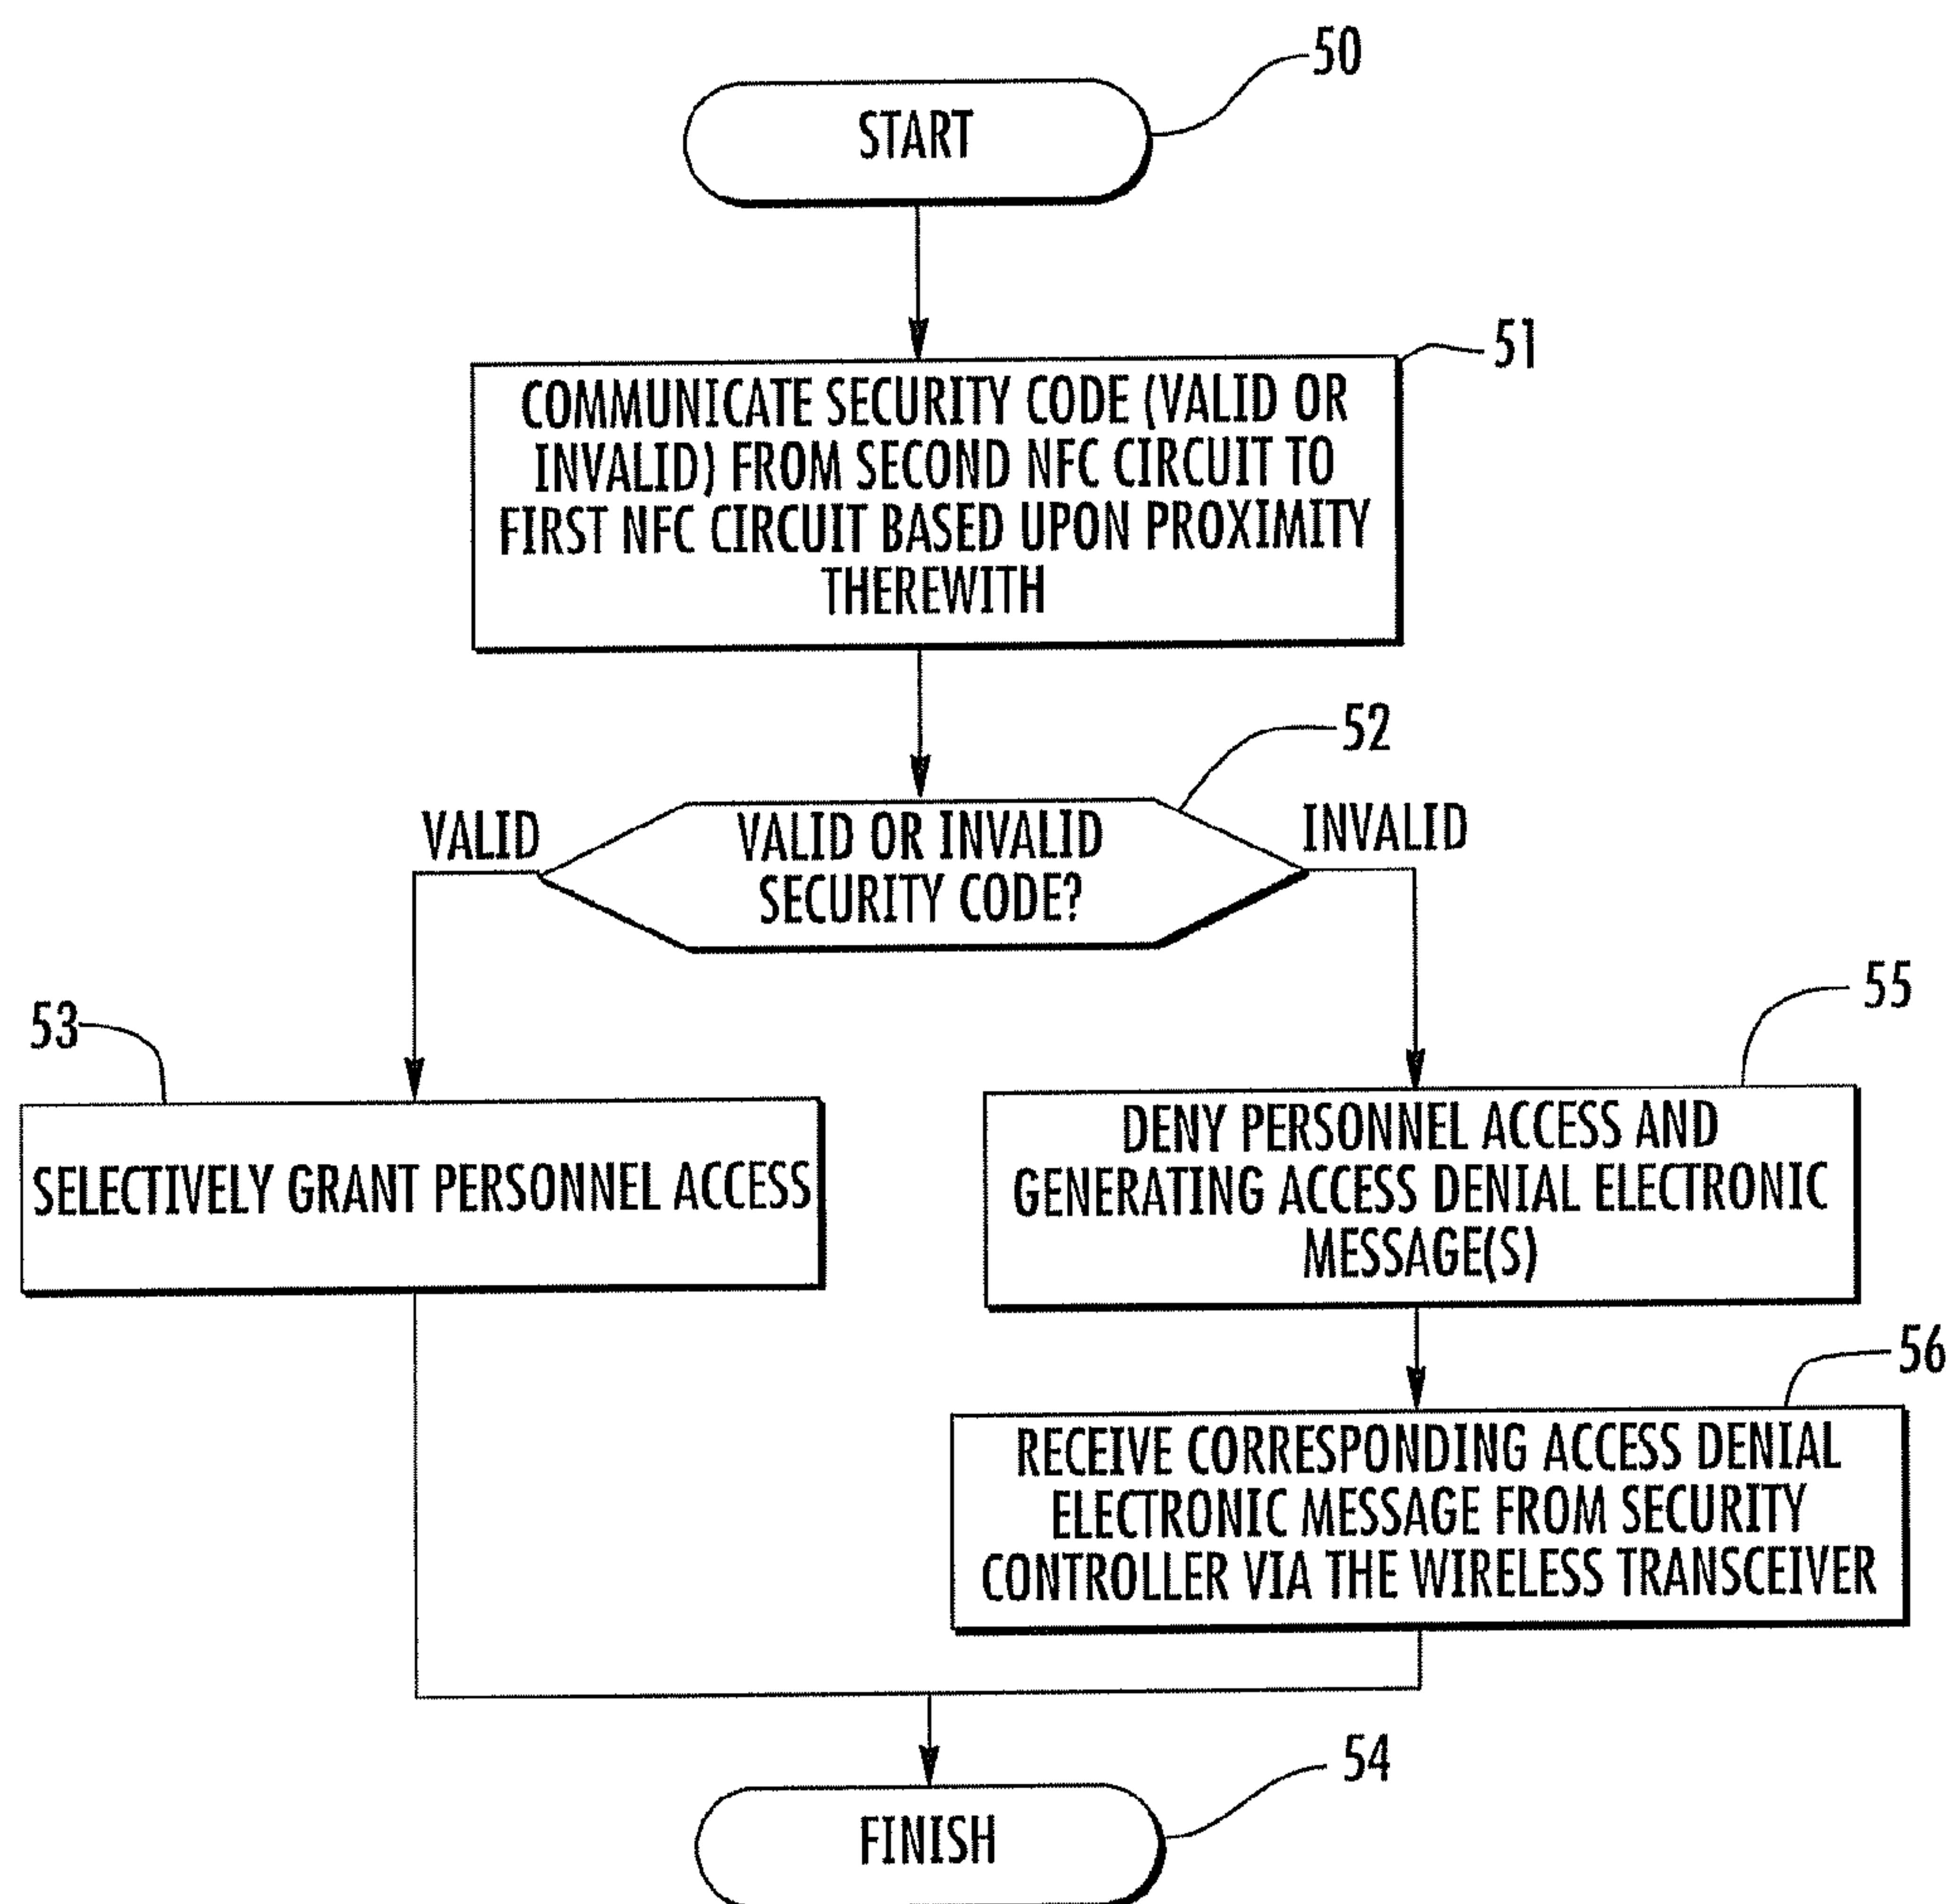 50
START
51
COMMUNICATE SECURITY CODE (VALID OR
INVALID) FROM SECOND NFC CIRCUIT TO
FIRST NFC CIRCUIT BASED UPON PROXIMITY
THEREWITH
52
VALID
VALID OR INVALID
SECURITY CODE?
INVALID
53
SELECTIVELY GRANT PERSONNEL ACCESS
55
DENY PERSONNEL ACCESS AND
GENERATING ACCESS DENIAL ELECTRONIC
MESSAGE(S)
56
RECEIVE CORRESPONDING ACCESS DENIAL
ELECTRONIC MESSAGE FROM SECURITY
CONTROLLER VIA THE WIRELESS TRANSCEIVER
54
FINISH